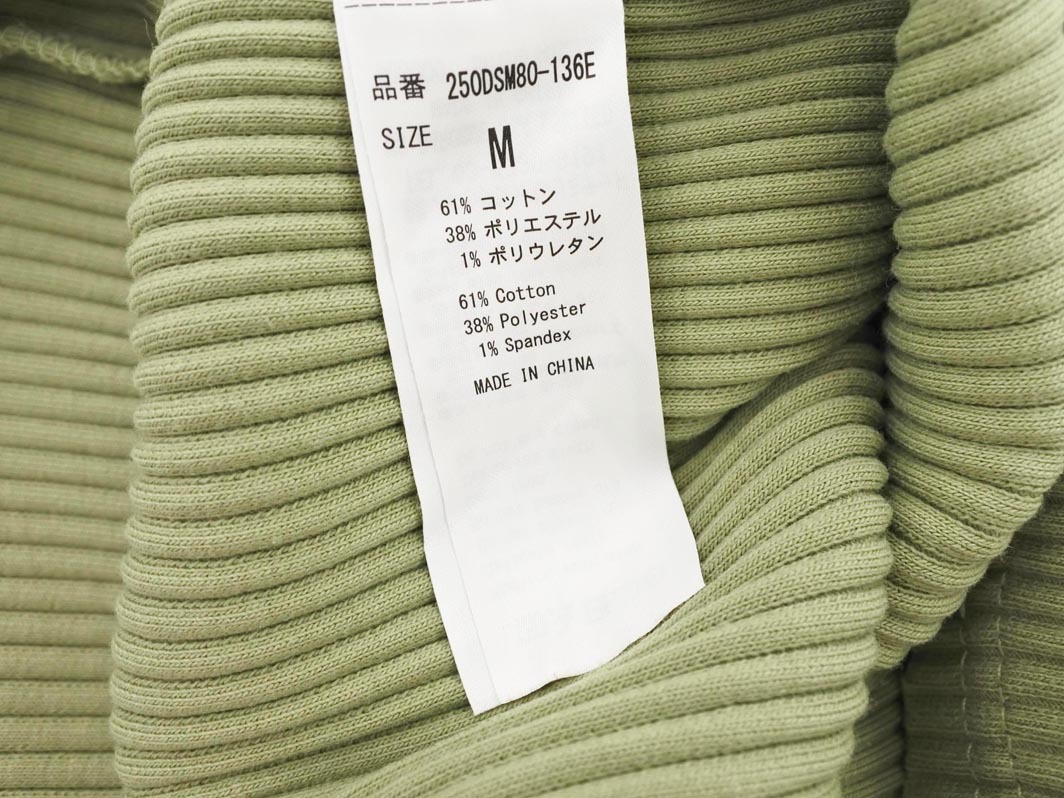 品番 250DSM80-136E
SIZE M
61% コットン
38% ポリエステル
1% ポリウレタン
61% Cotton
38% Polyester
1% Spandex
MADE IN CHINA